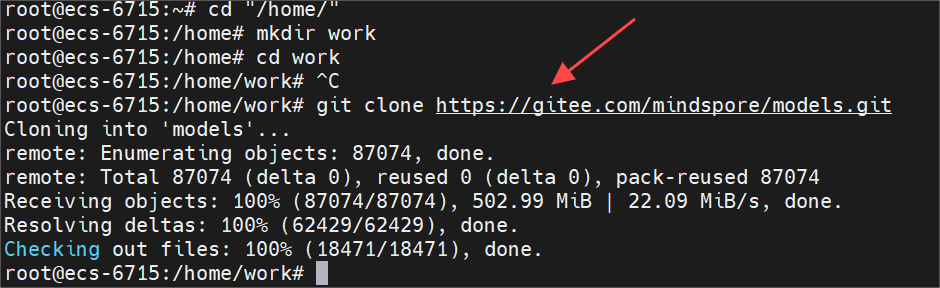 root@ecs-6715:~# cd "/home/"
root@ecs-6715:/home# mkdir work
root@ecs-6715:/home# cd work
root@ecs-6715:/home/work# ^C
root@ecs-6715:/home/work# git clone https://gitee.com/mindspore/models.git
Cloning into 'models'...
remote: Enumerating objects: 87074, done.
remote: Total 87074 (delta 0), reused 0 (delta 0), pack-reused 87074
Receiving objects: 100% (87074/87074), 502.99 MiB | 22.09 MiB/s, done.
Resolving deltas: 100% (62429/62429), done.
Checking out files: 100% (18471/18471), done.
root@ecs-6715:/home/work#